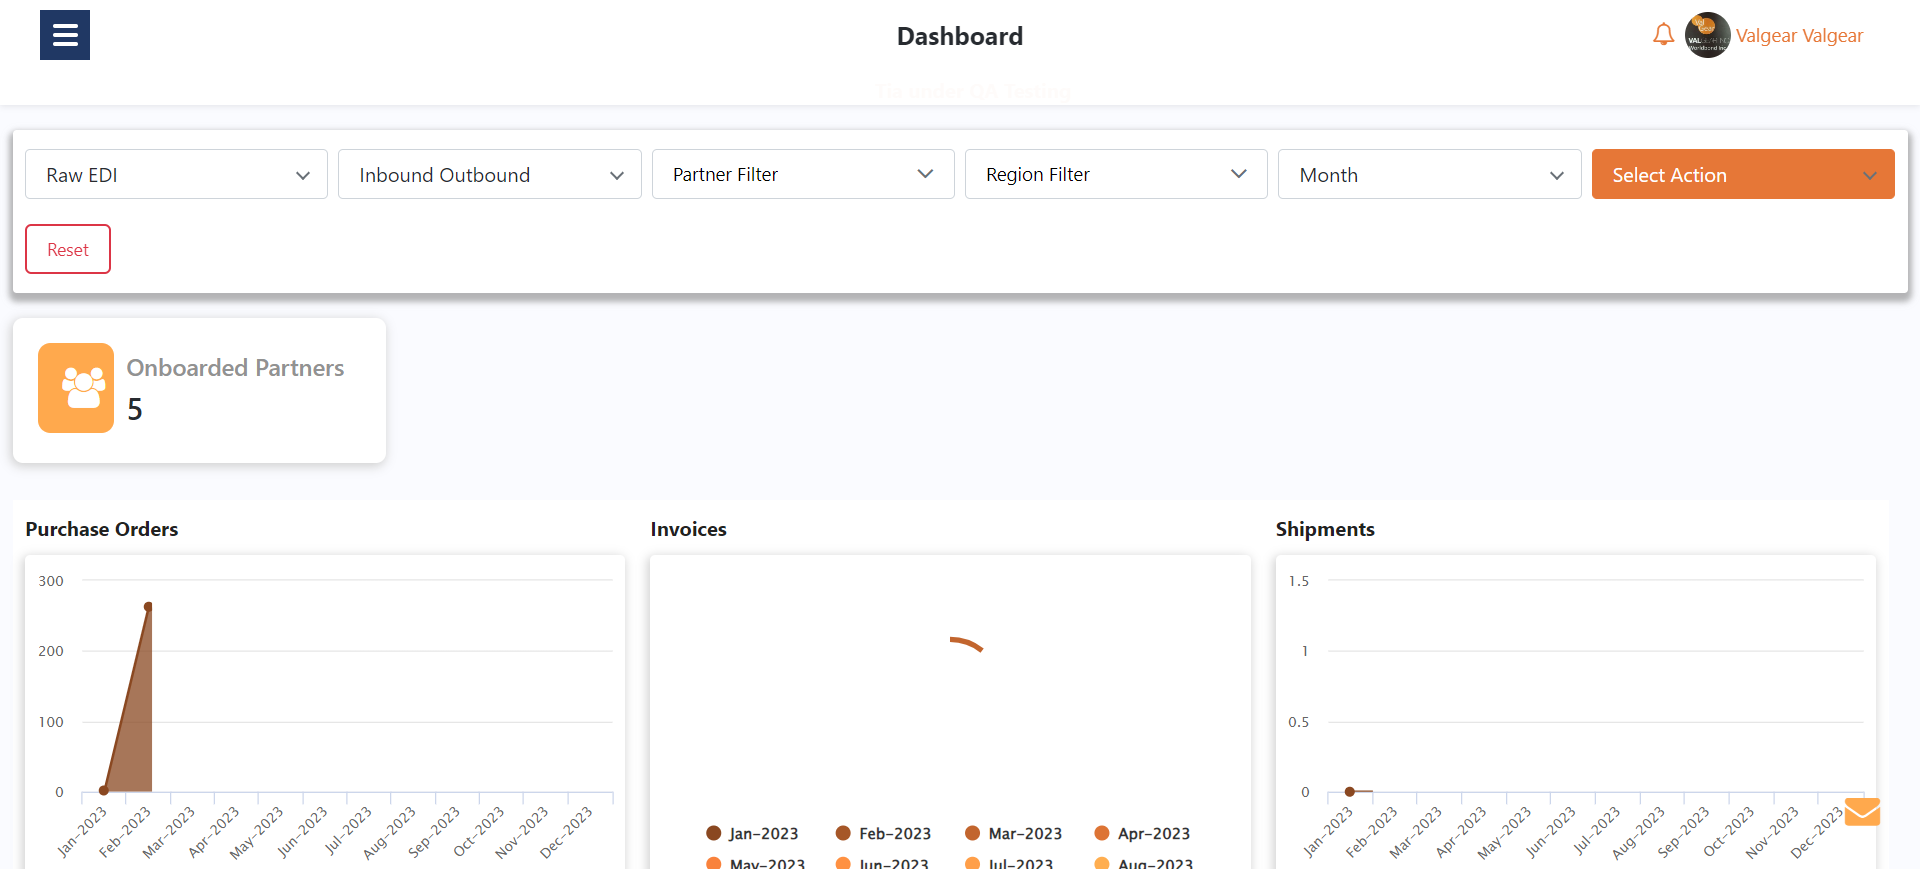 Dashboard
Valgear Valgear
Tix under QA Testing
Raw EDI
Inbound Outbound
Partner Filter
Region Filter
Month
Select Action
Reset
Onboarded Partners
5
Purchase Orders
300
200
100
0
Jan-2023
Feb-2023
Mar-2023
Apr-2023
May-2023
Jun-2023
Jul-2023
Aug-2023
Sep-2023
Oct-2023
Nov-2023
Dec-2023
Invoices
Jan-2023
Feb-2023
Mar-2023
Apr-2023
May-2023
Jun-2023
Jul-2023
Aug-2023
Shipments
1.5
1
0.5
0
Jan-2023
Feb-2023
Mar-2023
Apr-2023
May-2023
Jun-2023
Jul-2023
Aug-2023
Sep-2023
Oct-2023
Nov-2023
Dec-2023